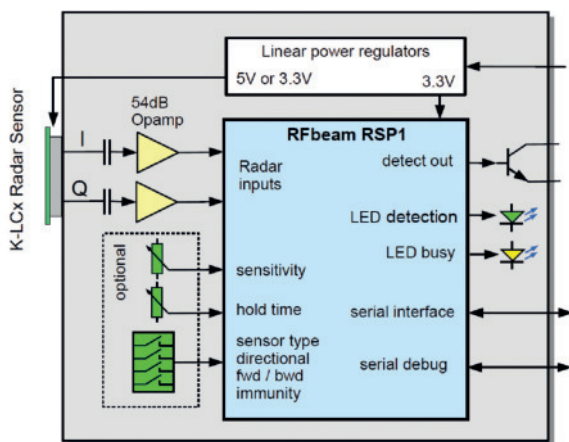 Linear power regulators
5V or 3.3V
3.3V
K-LCx Radar Sensor
54dB
Opamp
I
Q
RFbeam RSP1
Radar
inputs
detect out
LED detection
LED busy
optional
sensitivity
hold time
serial interface
sensor type
directional
fwd / bwd
immunity
serial debug